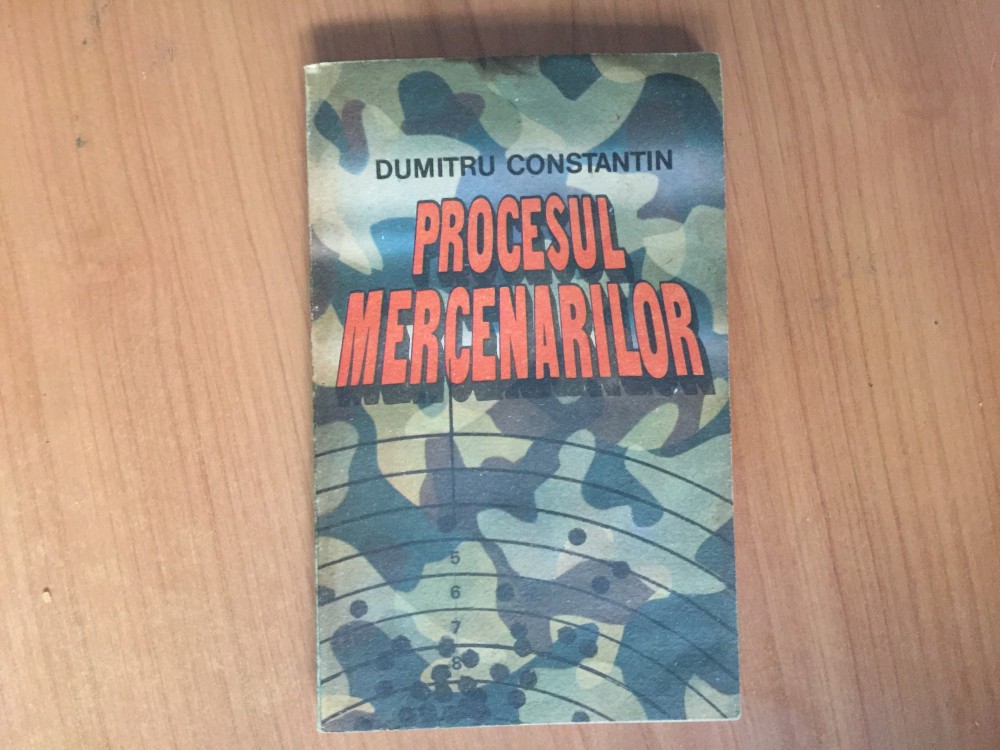 DUMITRU CONSTANTIN
PROCESUL
MERCENARILOR
5
6
7
8